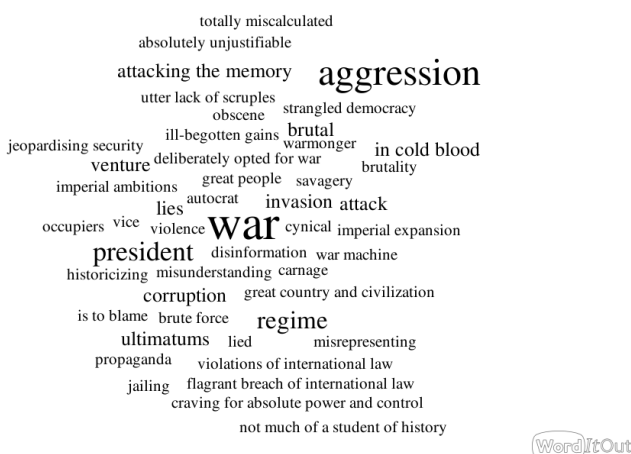 totally miscalculated
absolutely unjustifiable
attacking the memory aggression
utter lack of scruples
obscene strangled democracy
ill-begotten gains brutal
jeopardising security warmonger in cold blood
venture deliberately opted for war brutality
imperial ambitions great people savagery
lies autocrat invasion attack
occupiers vice violence war cynical imperial expansion
president disinformation war machine
historicizing misunderstanding carnage
corruption great country and civilization
is to blame brute force regime
ultimatums lied misrepresenting
propaganda violations of international law
jailing flagrant breach of international law
craving for absolute power and control
not much of a student of history
WordItOut